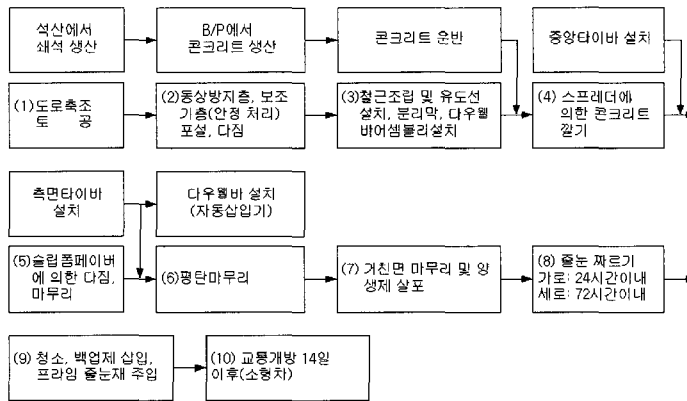 석산에서
쇄석 생산
B/P에서
콘크리트 생산
콘크리트 운반
중앙타이바 설치
(1) 도로축조
토 공
(2) 동상방지층, 보조
기층(안정 처리)
포설, 다짐
(3) 철근조립 및 유도선
설치, 분리막, 다우웰
바어셈블리설치
(4) 스프레더에
의한 콘크리트
깔기
측면타이바
설치
다우웰바 설치
(자동삽입기)
(5) 슬립폼페이버
에 의한 다짐,
마무리
(6) 평탄마무리
(7) 거친면 마무리 및 양
생제 살포
(8) 줄눈 짜르기
가로: 24시간이내
세로: 72시간이내
(9) 청소, 백업제 삽입,
프라임 줄눈재 주입
(10) 교통개방 14일
이후(소형차)